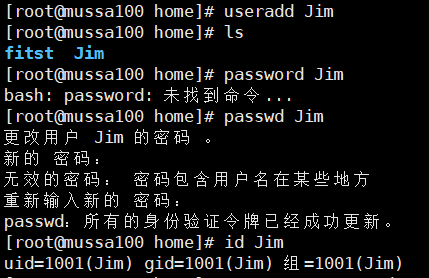 [root@mussa100 home]# useradd Jim
[root@mussa100 home]# ls
fitst  Jim
[root@mussa100 home]# password Jim
bash: password: 未找到命令...
[root@mussa100 home]# passwd Jim
更改用户 Jim 的密码 。
新的 密码：
无效的密码： 密码包含用户名在某些地方
重新输入新的 密码：
passwd：所有的身份验证令牌已经成功更新。
[root@mussa100 home]# id Jim
uid=1001(Jim) gid=1001(Jim) 组=1001(Jim)